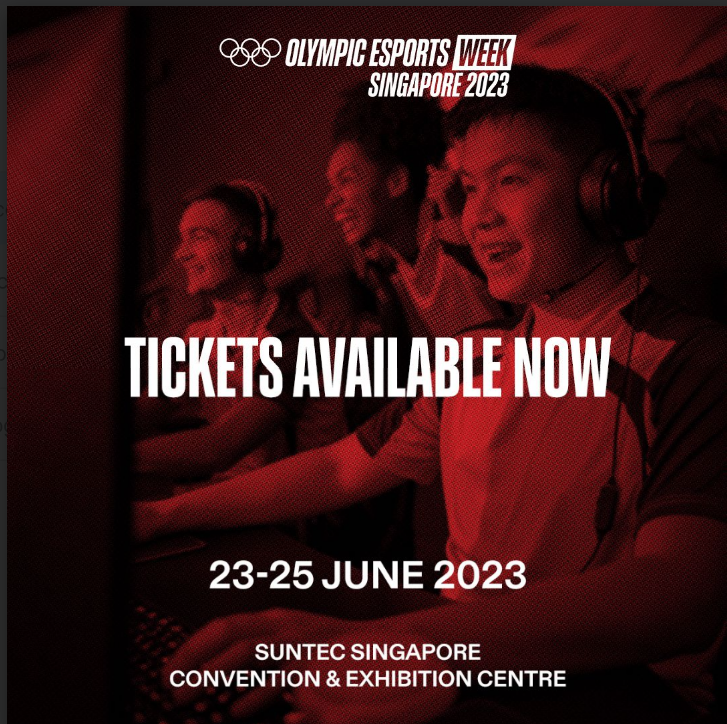 OLYMPIC ESPORTS WEEK
SINGAPORE 2023
TICKETS AVAILABLE NOW
23-25 JUNE 2023
SUNTEC SINGAPORE
CONVENTION & EXHIBITION CENTRE